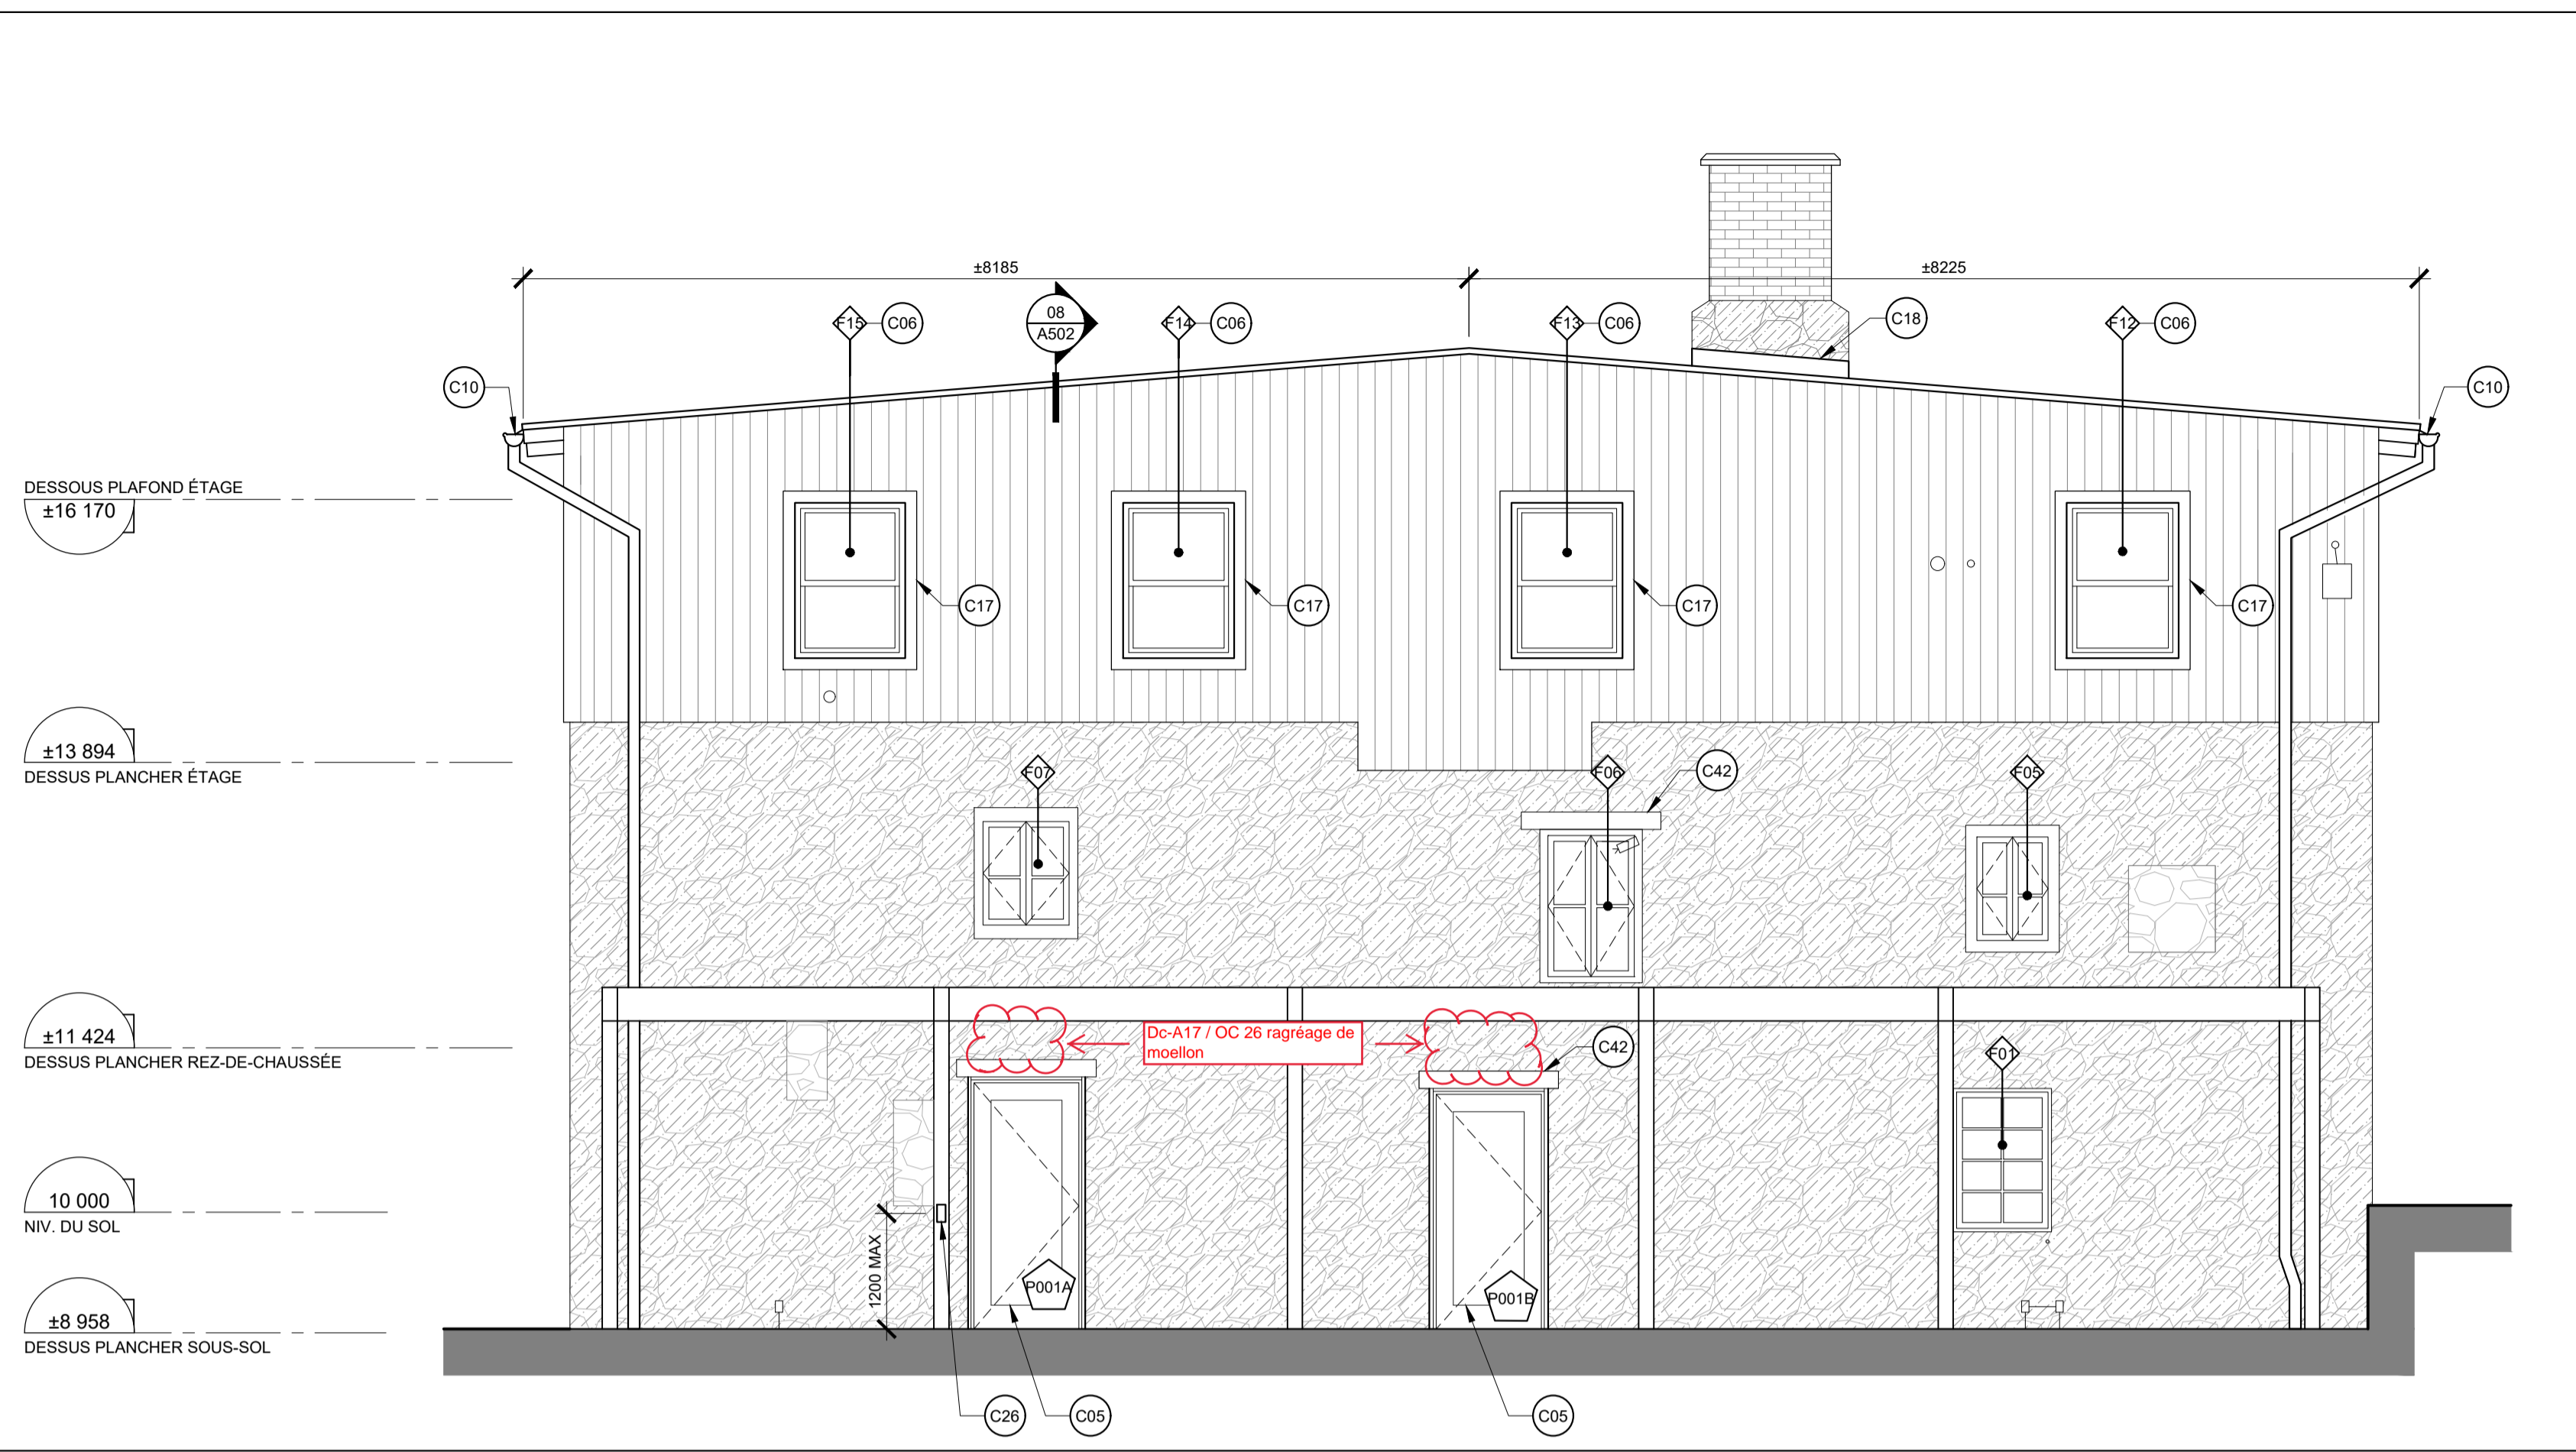 ±8185
±8225
F15
C06
08
A502
F14
C06
F13
C06
C18
F12
C06
C10
C10
DESSOUS PLAFOND ÉTAGE
±16 170
C17
C17
C17
C17
±13 894
DESSUS PLANCHER ÉTAGE
F07
F06
C42
F05
±11 424
DESSUS PLANCHER REZ-DE-CHAUSSÉE
Dc-A17 / OC 26 ragréage de
moellon
C42
F01
10 000
NIV. DU SOL
1200 MAX
P001A
P001B
±8 958
DESSUS PLANCHER SOUS-SOL
C26
C05
C05